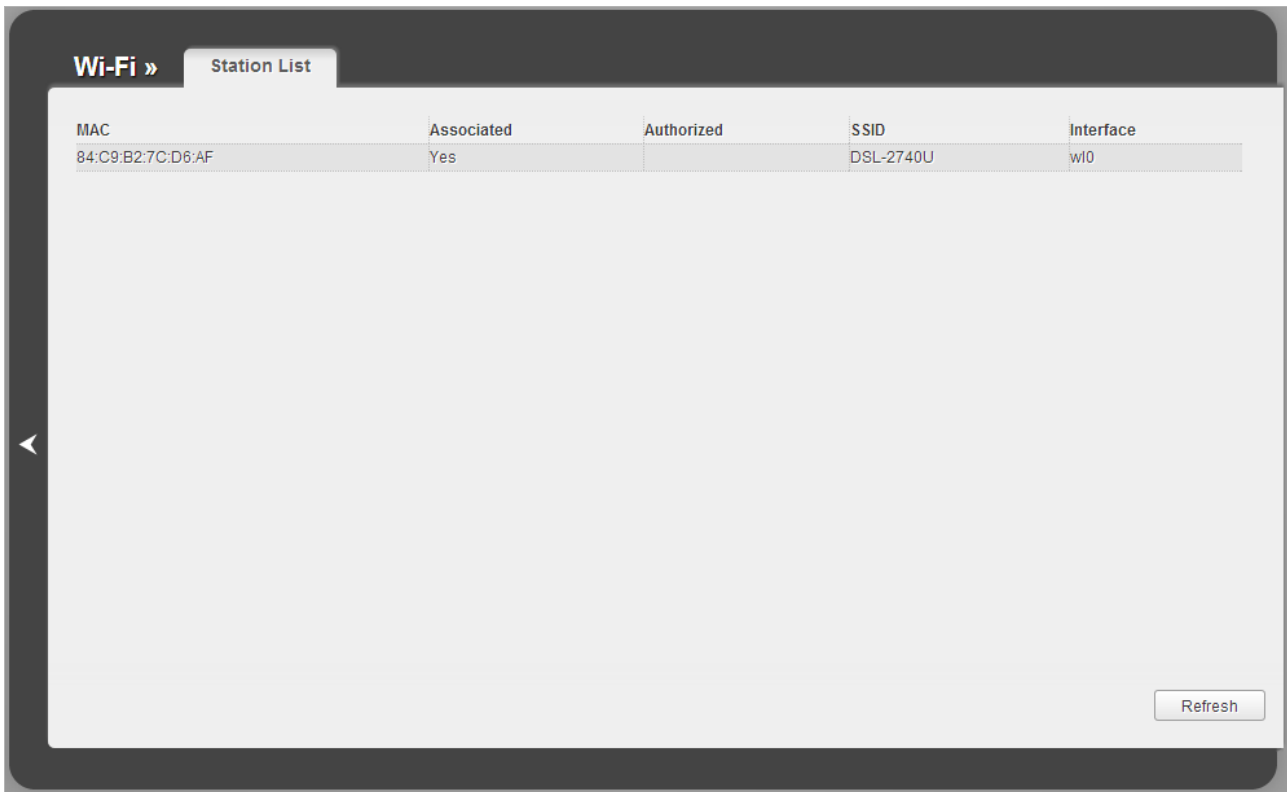 Wi-Fi » Station List
MAC Associated Authorized SSID Interface
84:C9:B2:7C:D6:AF Yes DSL-2740U wl0
Refresh